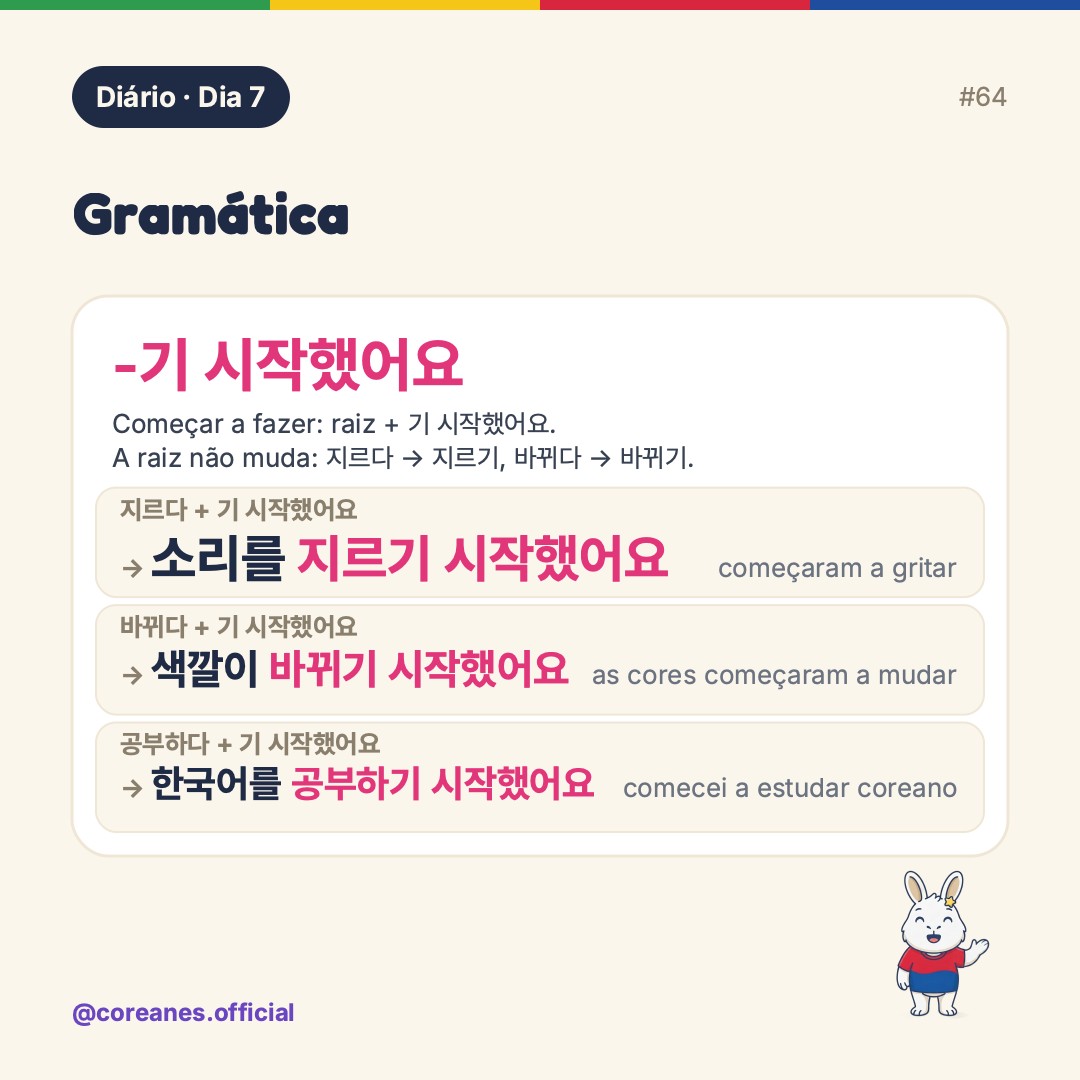 Diário · Dia 7
#64
Gramática
-기 시작했어요
Começar a fazer: raiz + 기 시작했어요.
A raiz não muda: 지르다 → 지르기, 바뀌다 → 바뀌기.
지르다 + 기 시작했어요
→ 소리를 지르기 시작했어요 começaram a gritar
바뀌다 + 기 시작했어요
→ 색깔이 바뀌기 시작했어요 as cores começaram a mudar
공부하다 + 기 시작했어요
→ 한국어를 공부하기 시작했어요 comecei a estudar coreano
@coreanes.official